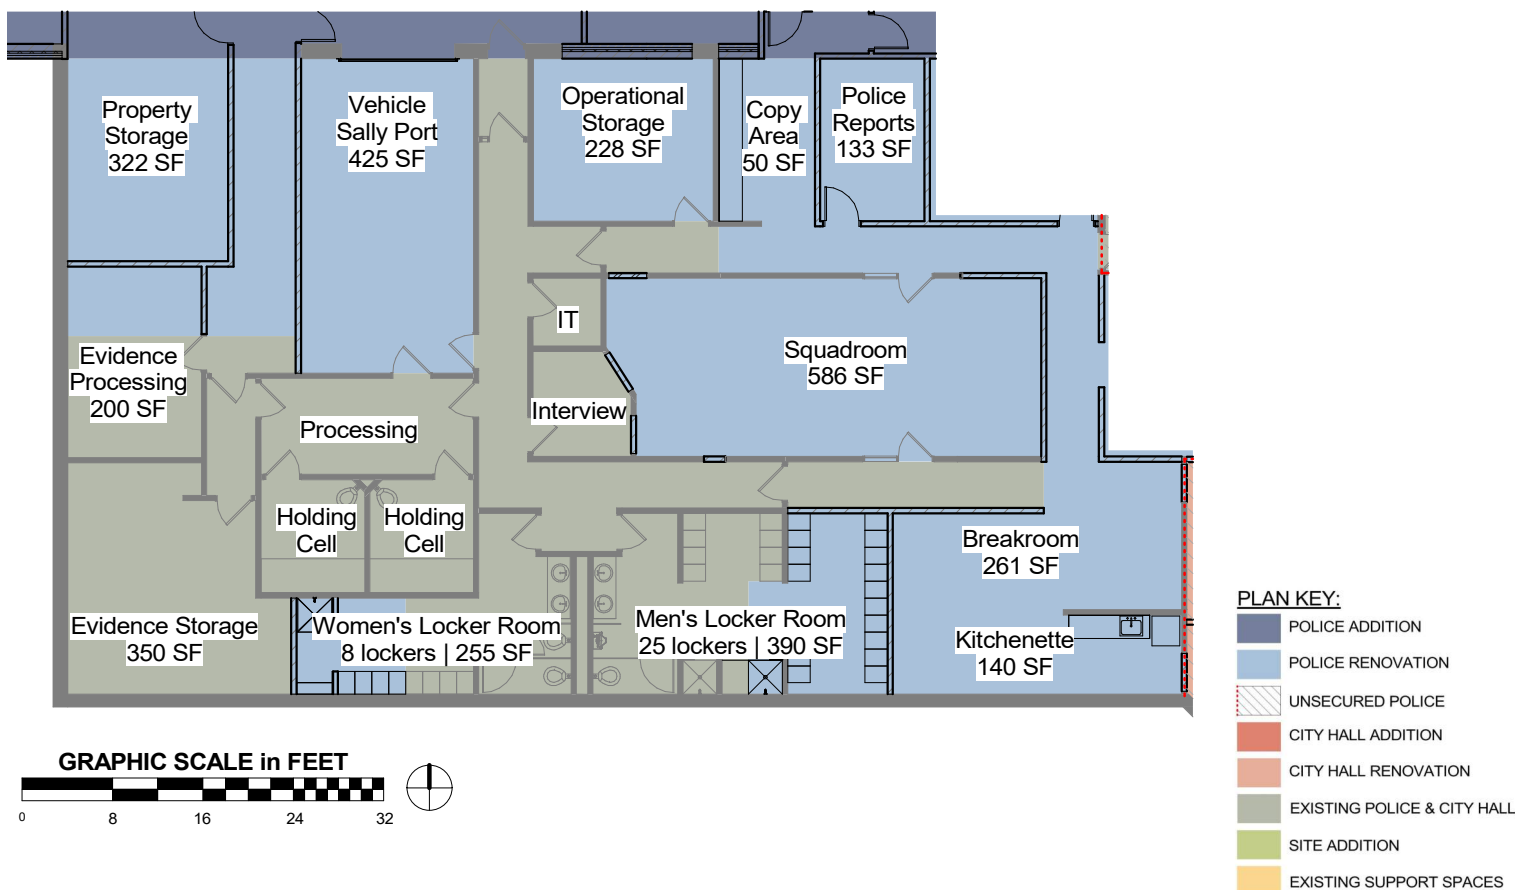 Property
Storage
322 SF
Vehicle
Sally Port
425 SF
Operational
Storage
228 SF
Copy
Area
50 SF
Police
Reports
133 SF
IT
Squadroom
586 SF
Evidence
Processing
200 SF
Interview
Processing
Holding
Cell
Holding
Cell
Breakroom
261 SF
Evidence Storage
350 SF
Women's Locker Room
8 lockers | 255 SF
Men's Locker Room
25 lockers | 390 SF
Kitchenette
140 SF
PLAN KEY:
POLICE ADDITION
POLICE RENOVATION
UNSECURED POLICE
CITY HALL ADDITION
CITY HALL RENOVATION
EXISTING POLICE & CITY HALL
SITE ADDITION
EXISTING SUPPORT SPACES
GRAPHIC SCALE in FEET
0 8 16 24 32